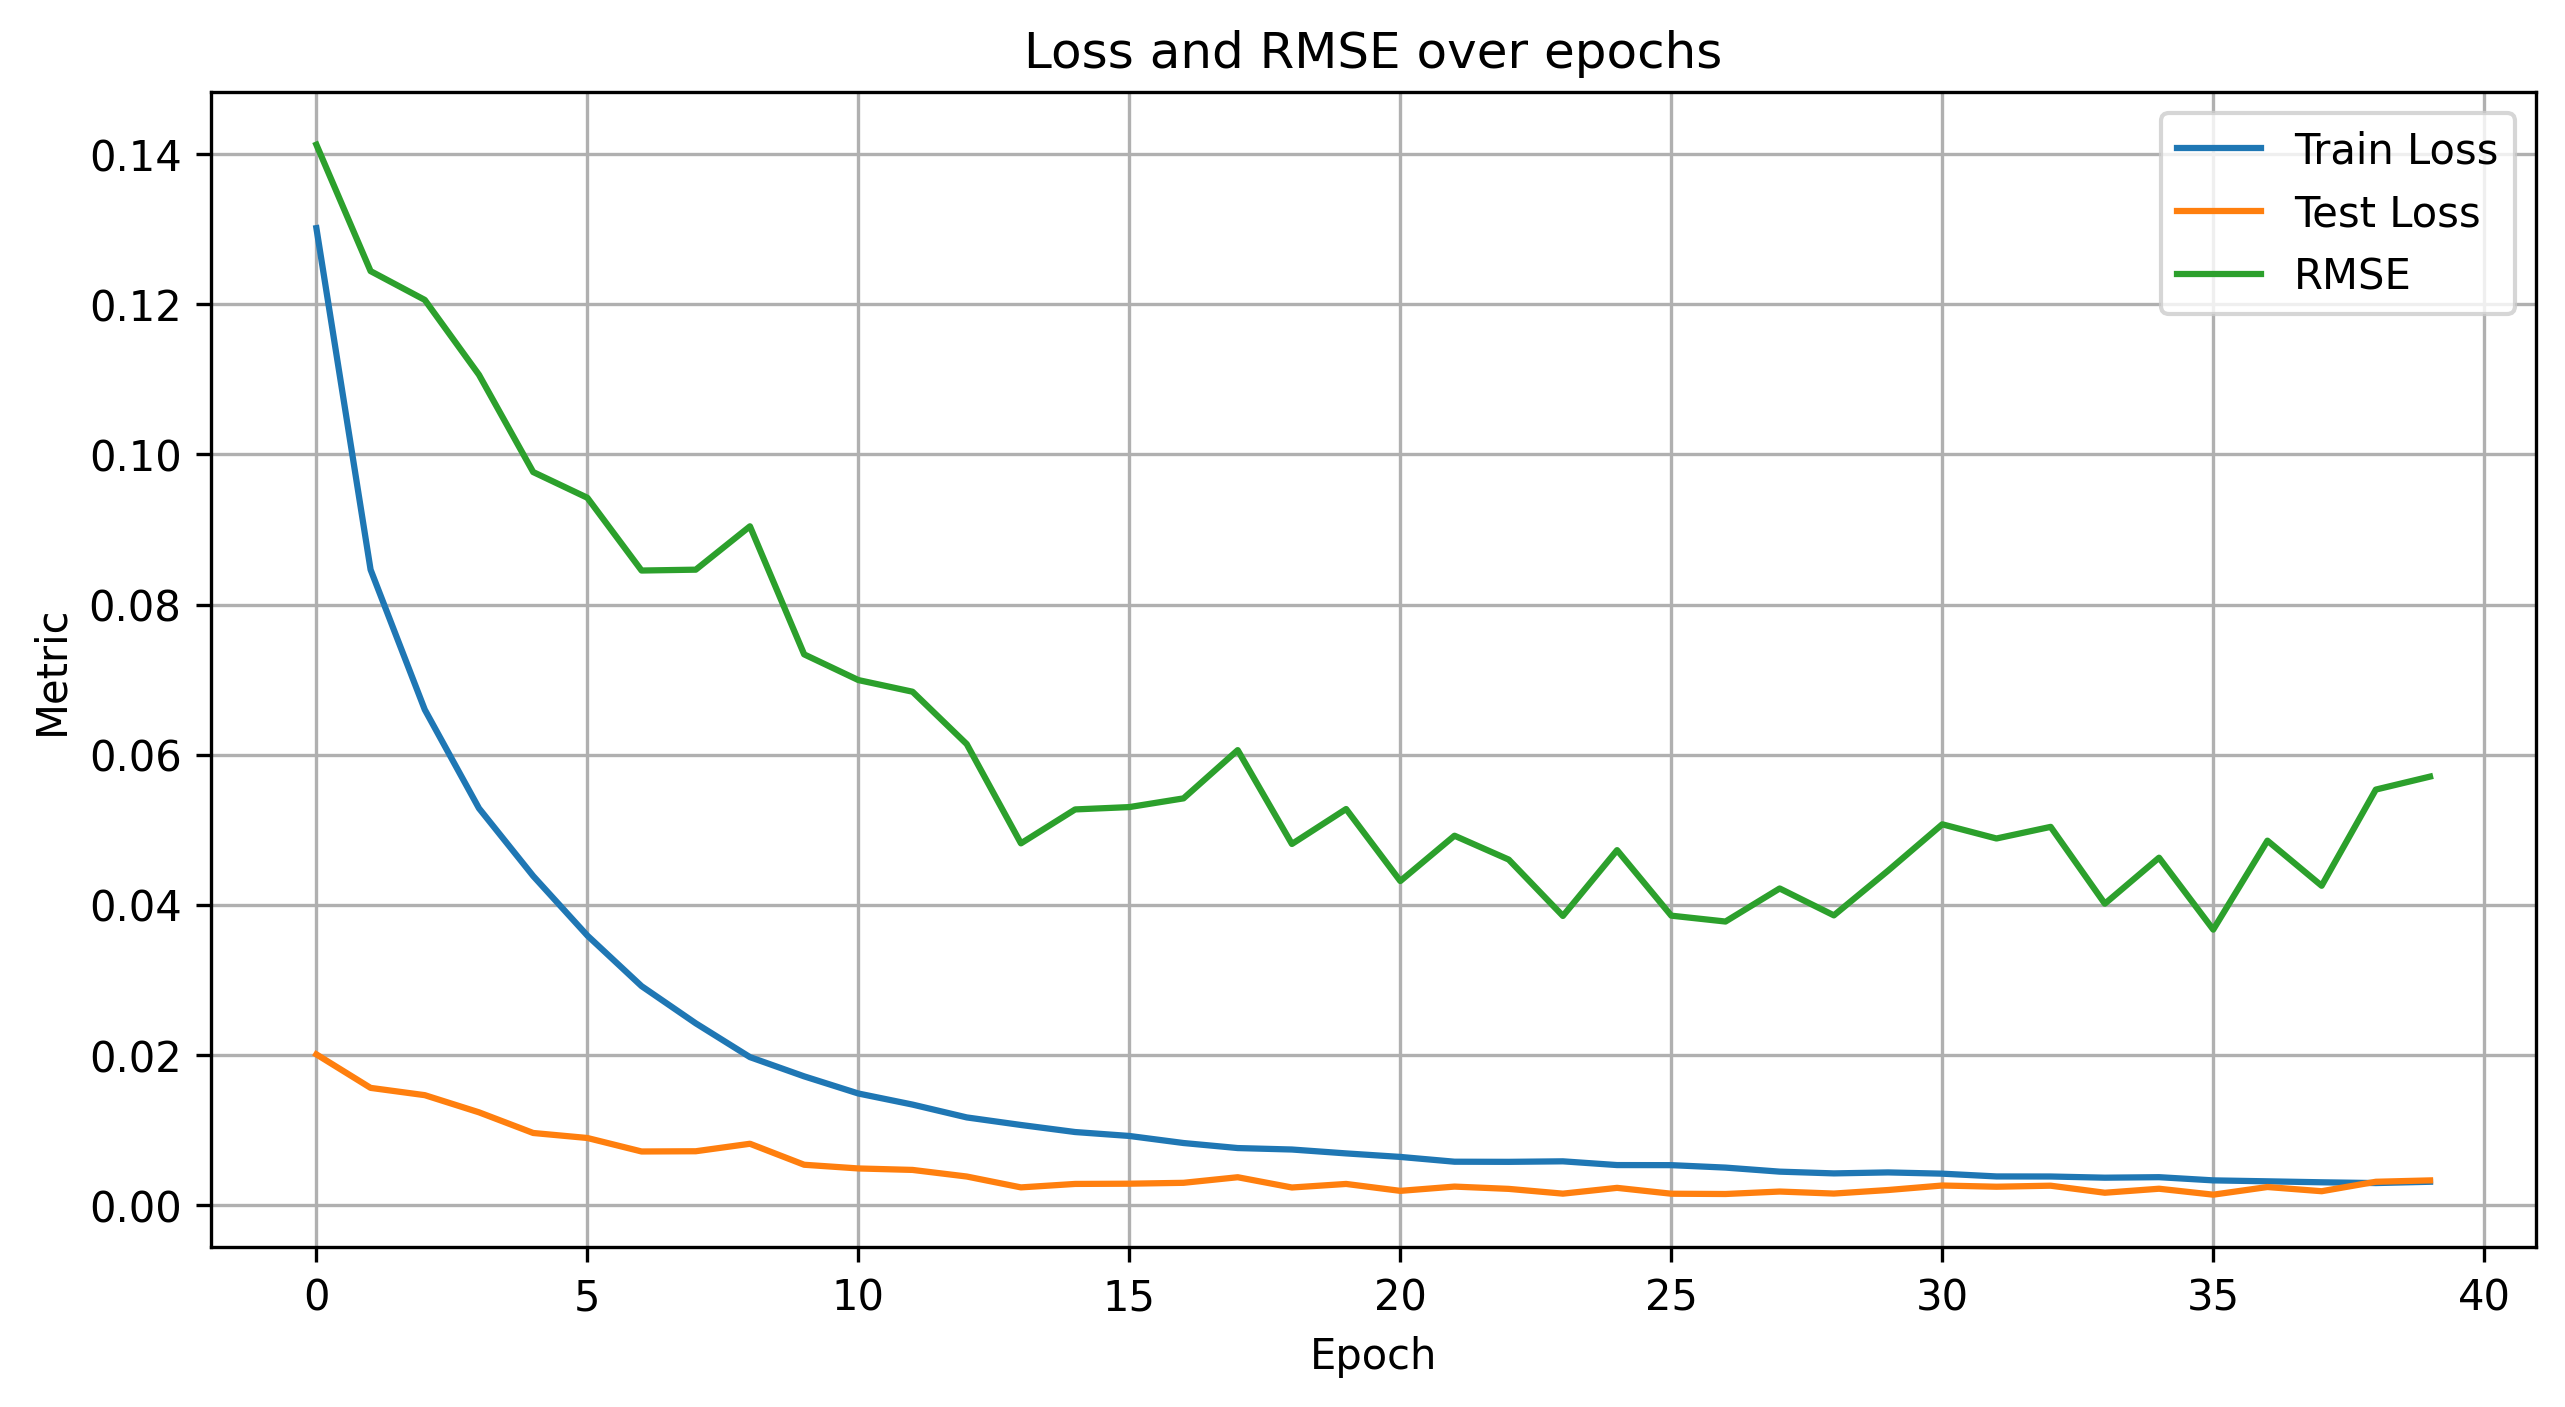 Loss and RMSE over epochs
Train Loss
Test Loss
RMSE
0.14
0.12
0.10
0.08
0.06
0.04
0.02
0.00
Metric
0 5 10 15 20 25 30 35 40
Epoch